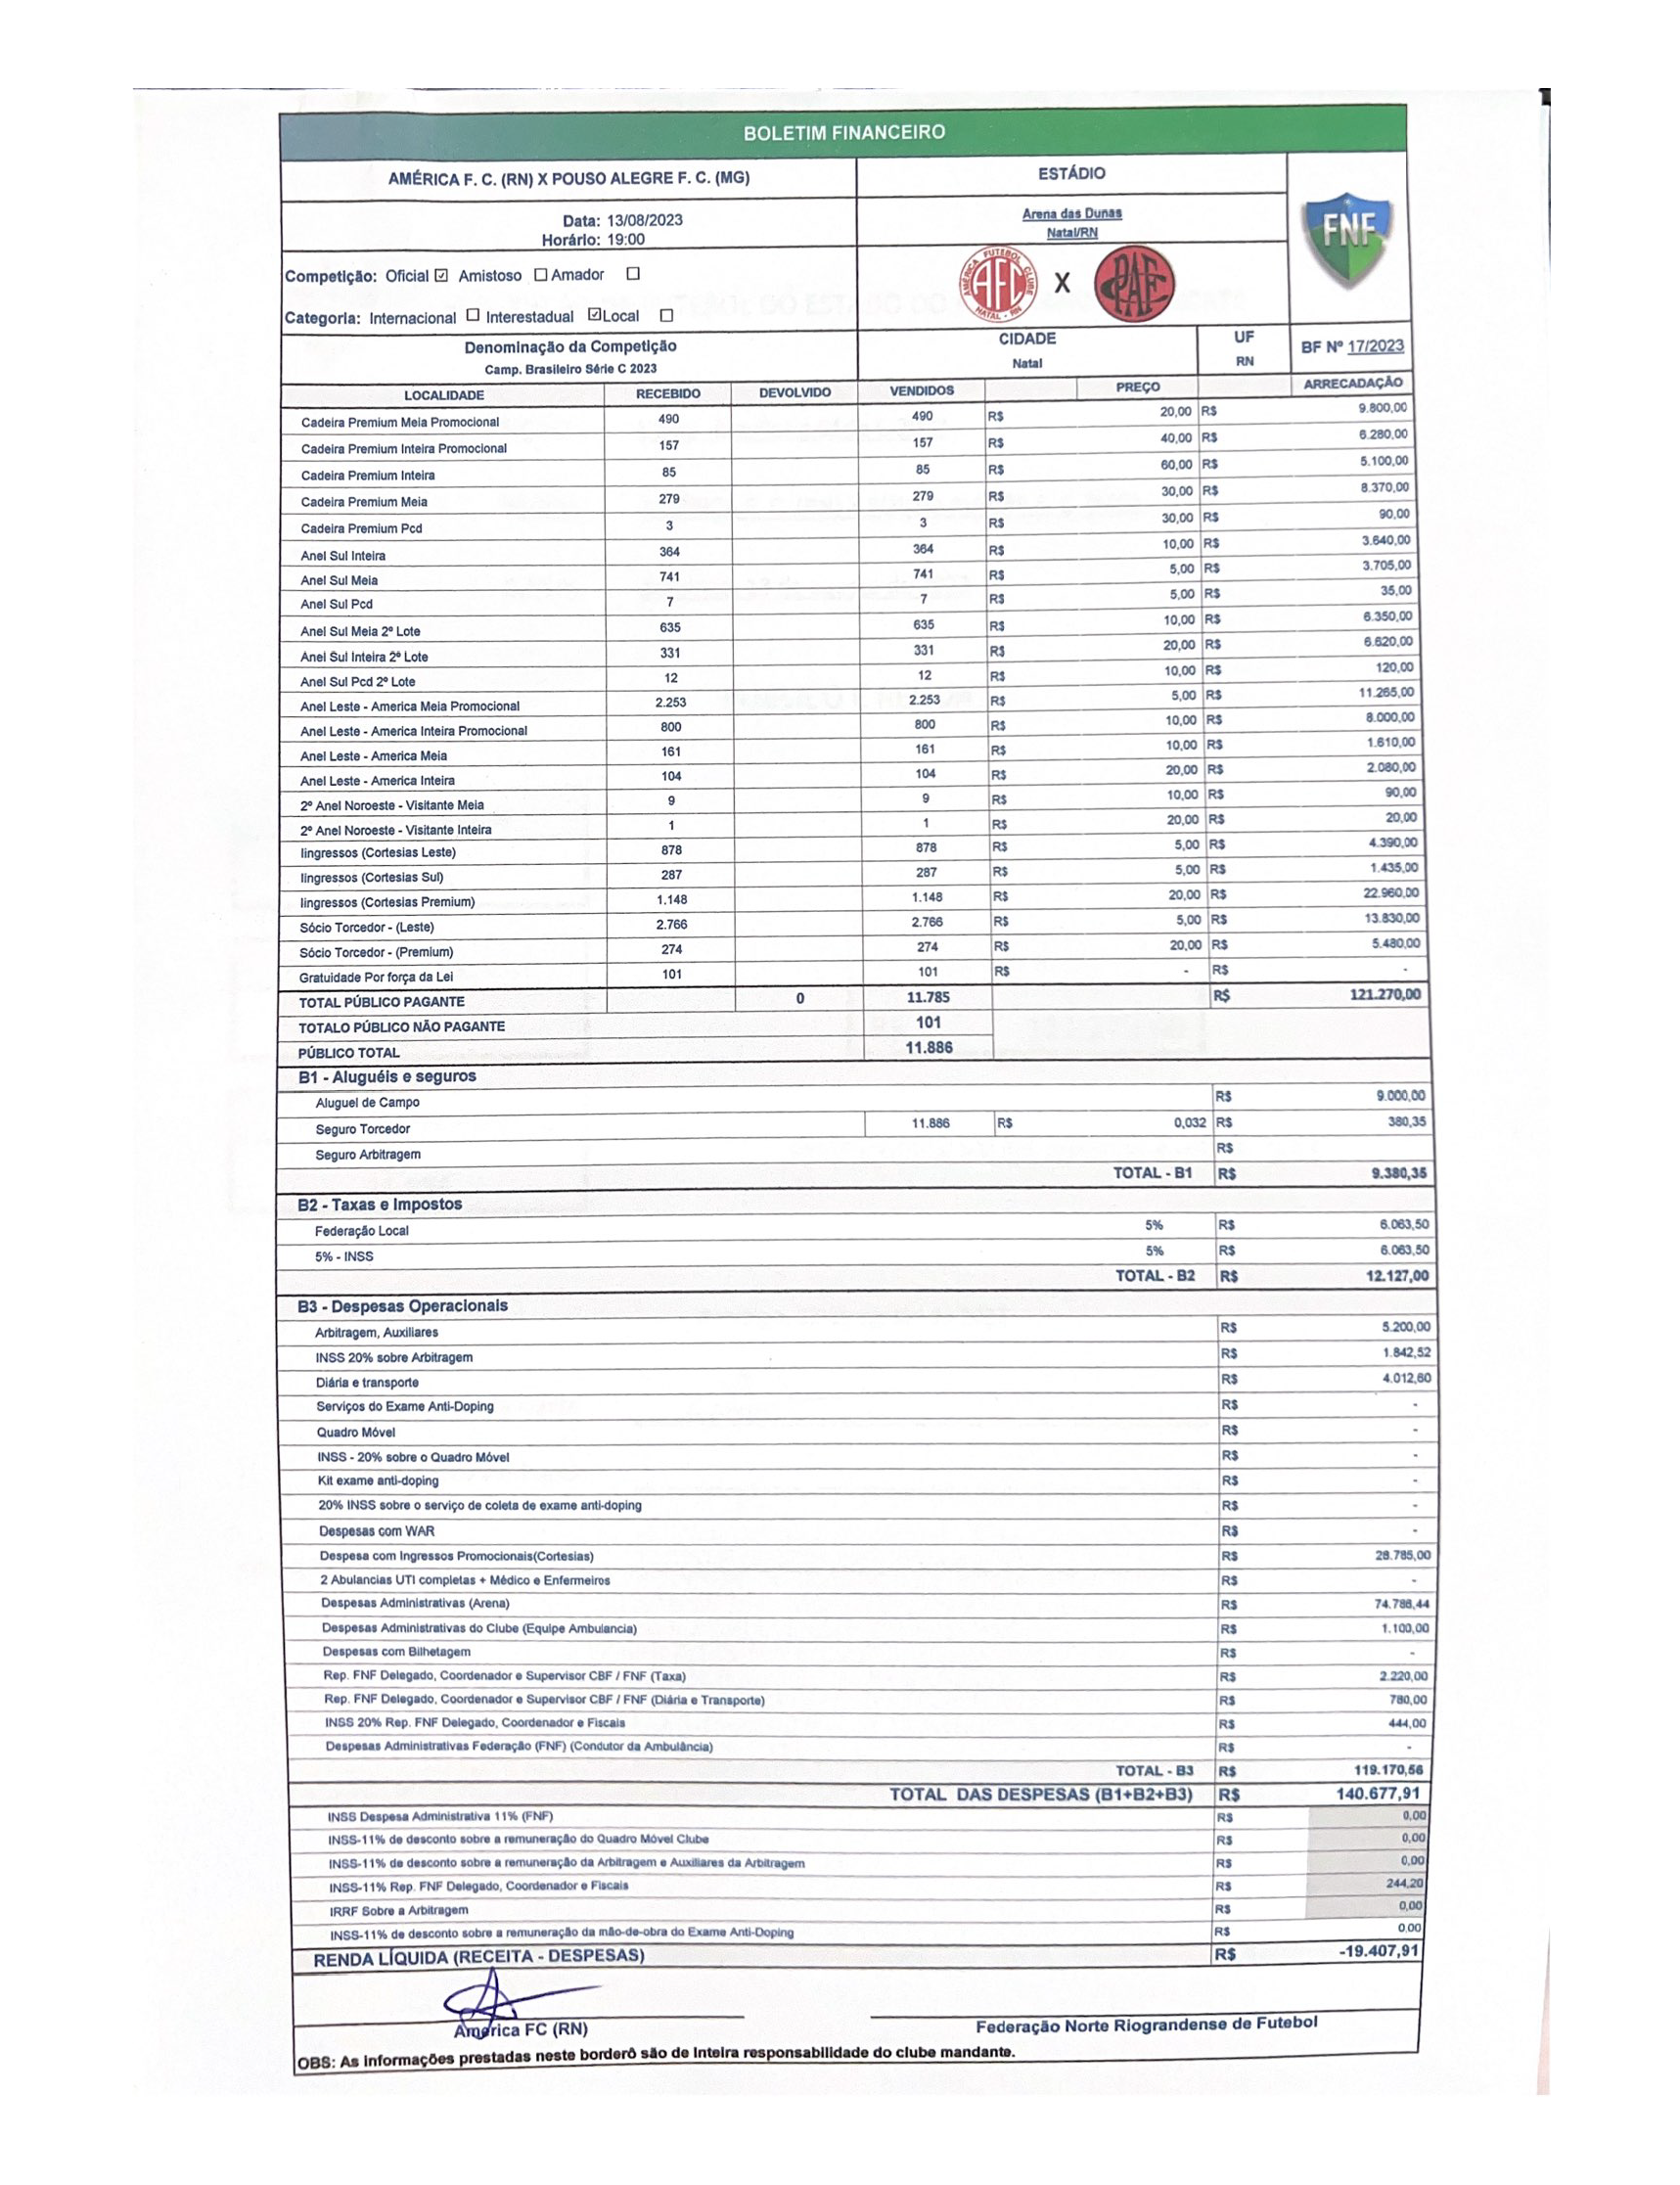 BOLETIM FINANCEIRO
AMÉRICA F. C. (RN) X POUSO ALEGRE F. C. (MG)
ESTÁDIO
FNF
Data: 13/08/2023
Horário: 19:00
Arena das Dunas
Natal/RN
Competição: Oficial ☑ Amistoso ☐ Amador ☐
AMÉRICA FUTEBOL CLUBE AFC NATAL - RN X PAFC
Categoria: Internacional ☐ Interestadual ☑ Local ☐
Denominação da Competição
Camp. Brasileiro Série C 2023
CIDADE
Natal
UF
RN
BF Nº 17/2023
LOCALIDADE RECEBIDO DEVOLVIDO VENDIDOS PREÇO ARRECADAÇÃO
Cadeira Premium Meia Promocional 490 490 R$ 20,00 R$ 9.800,00
Cadeira Premium Inteira Promocional 157 157 R$ 40,00 R$ 6.280,00
Cadeira Premium Inteira 85 85 R$ 60,00 R$ 5.100,00
Cadeira Premium Meia 279 279 R$ 30,00 R$ 8.370,00
Cadeira Premium Pcd 3 3 R$ 30,00 R$ 90,00
Anel Sul Inteira 364 364 R$ 10,00 R$ 3.640,00
Anel Sul Meia 741 741 R$ 5,00 R$ 3.705,00
Anel Sul Pcd 7 7 R$ 5,00 R$ 35,00
Anel Sul Meia 2º Lote 635 635 R$ 10,00 R$ 6.350,00
Anel Sul Inteira 2º Lote 331 331 R$ 20,00 R$ 6.620,00
Anel Sul Pcd 2º Lote 12 12 R$ 10,00 R$ 120,00
Anel Leste - America Meia Promocional 2.253 2.253 R$ 5,00 R$ 11.265,00
Anel Leste - America Inteira Promocional 800 800 R$ 10,00 R$ 8.000,00
Anel Leste - America Meia 161 161 R$ 10,00 R$ 1.610,00
Anel Leste - America Inteira 104 104 R$ 20,00 R$ 2.080,00
2º Anel Noroeste - Visitante Meia 9 9 R$ 10,00 R$ 90,00
2º Anel Noroeste - Visitante Inteira 1 1 R$ 20,00 R$ 20,00
Iingressos (Cortesias Leste) 878 878 R$ 5,00 R$ 4.390,00
Iingressos (Cortesias Sul) 287 287 R$ 5,00 R$ 1.435,00
Iingressos (Cortesias Premium) 1.148 1.148 R$ 20,00 R$ 22.960,00
Sócio Torcedor - (Leste) 2.766 2.766 R$ 5,00 R$ 13.830,00
Sócio Torcedor - (Premium) 274 274 R$ 20,00 R$ 5.480,00
Gratuidade Por força da Lei 101 101 R$ - R$ -
TOTAL PÚBLICO PAGANTE 0 11.785 R$ 121.270,00
TOTALO PÚBLICO NÃO PAGANTE 101
PÚBLICO TOTAL 11.886
B1 - Aluguéis e seguros
Aluguel de Campo R$ 9.000,00
Seguro Torcedor 11.886 R$ 0,032 R$ 380,35
Seguro Arbitragem R$
TOTAL - B1 R$ 9.380,35
B2 - Taxas e Impostos
Federação Local 5% R$ 6.063,50
5% - INSS 5% R$ 6.063,50
TOTAL - B2 R$ 12.127,00
B3 - Despesas Operacionais
Arbitragem, Auxiliares R$ 5.200,00
INSS 20% sobre Arbitragem R$ 1.842,52
Diária e transporte R$ 4.012,60
Serviços do Exame Anti-Doping R$ -
Quadro Móvel R$ -
INSS - 20% sobre o Quadro Móvel R$ -
Kit exame anti-doping R$ -
20% INSS sobre o serviço de coleta de exame anti-doping R$ -
Despesas com WAR R$ -
Despesa com Ingressos Promocionais(Cortesias) R$ 28.785,00
2 Abulancias UTI completas + Médico e Enfermeiros R$ -
Despesas Administrativas (Arena) R$ 74.786,44
Despesas Administrativas do Clube (Equipe Ambulancia) R$ 1.100,00
Despesas com Bilhetagem R$ -
Rep. FNF Delegado, Coordenador e Supervisor CBF / FNF (Taxa) R$ 2.220,00
Rep. FNF Delegado, Coordenador e Supervisor CBF / FNF (Diária e Transporte) R$ 780,00
INSS 20% Rep. FNF Delegado, Coordenador e Fiscais R$ 444,00
Despesas Administrativas Federação (FNF) (Condutor da Ambulância) R$ -
TOTAL - B3 R$ 119.170,56
TOTAL DAS DESPESAS (B1+B2+B3) R$ 140.677,91
INSS Despesa Administrativa 11% (FNF) R$ 0,00
INSS-11% de desconto sobre a remuneração do Quadro Móvel Clube R$ 0,00
INSS-11% de desconto sobre a remuneração da Arbitragem e Auxiliares da Arbitragem R$ 0,00
INSS-11% Rep. FNF Delegado, Coordenador e Fiscais R$ 244,20
IRRF Sobre a Arbitragem R$ 0,00
INSS-11% de desconto sobre a remuneração da mão-de-obra do Exame Anti-Doping R$ 0,00
RENDA LÍQUIDA (RECEITA - DESPESAS) R$ -19.407,91
América FC (RN)
Federação Norte Riograndense de Futebol
OBS: As informações prestadas neste borderô são de Inteira responsabilidade do clube mandante.